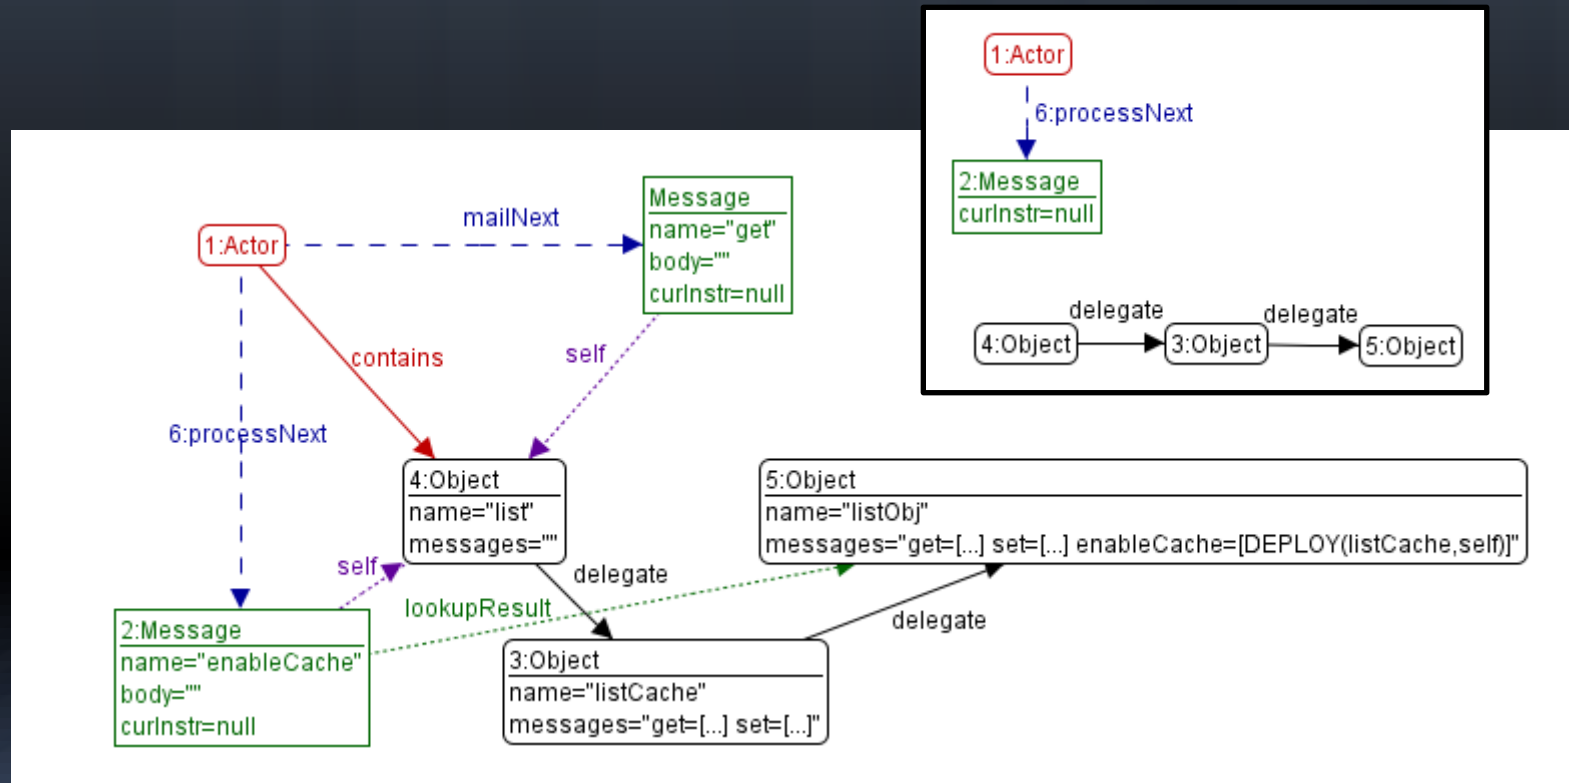 1:Actor
6:processNext
2:Message
curInstr=null
delegate
delegate
4:Object
3:Object
5:Object
Message
name="get"
body=""
curInstr=null
mailNext
1:Actor
contains
self
6:processNext
4:Object
name="list"
messages=""
5:Object
name="listObj"
messages="get=[...] set=[...] enableCache=[DEPLOY(listCache,self)]"
self
delegate
lookupResult
delegate
2:Message
name="enableCache"
body=""
curInstr=null
3:Object
name="listCache"
messages="get=[...] set=[...]"